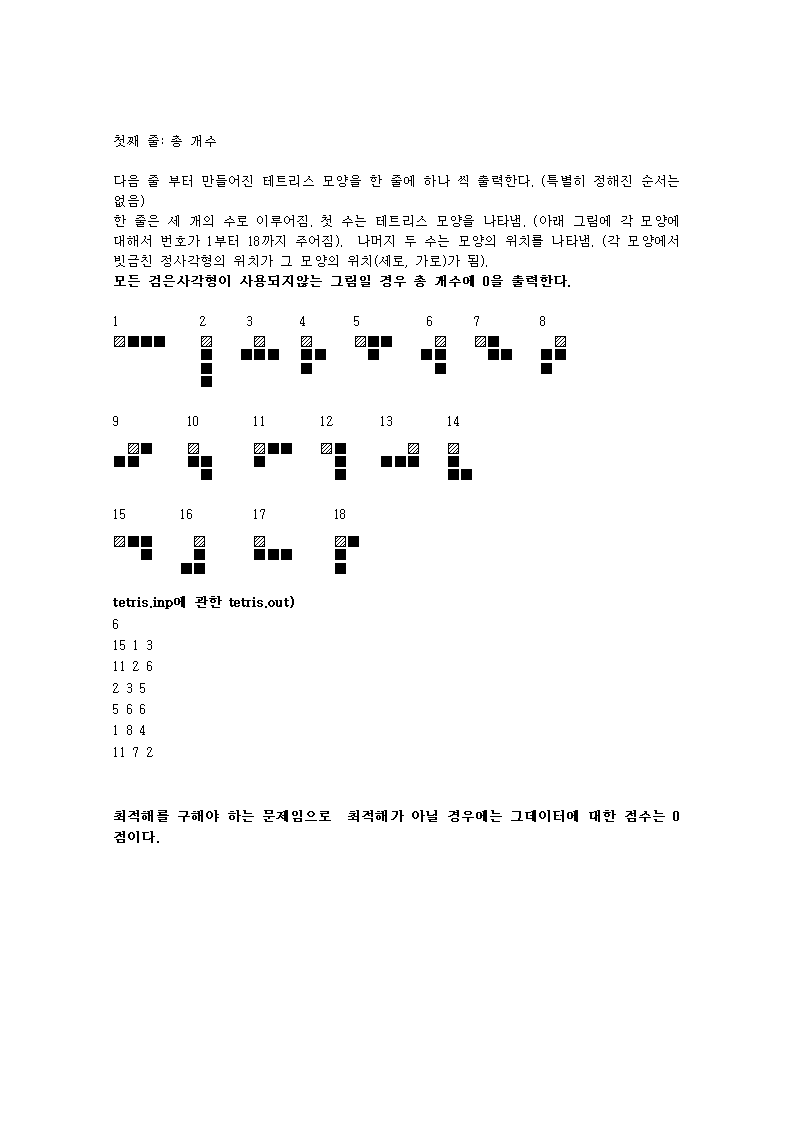 첫째 줄: 총 개수
다음 줄 부터 만들어진 테트리스 모양을 한 줄에 하나 씩 출력한다. (특별히 정해진 순서는
없음)
한 줄은 세 개의 수로 이루어짐. 첫 수는 테트리스 모양을 나타냄. (아래 그림에 각 모양에
대해서 번호가 1부터 18까지 주어짐). 나머지 두 수는 모양의 위치를 나타냄. (각 모양에서
빗금친 정사각형의 위치가 그 모양의 위치(세로, 가로)가 됨).
모든 검은사각형이 사용되지않는 그림일 경우 총 개수에 0을 출력한다.
1 2 3 4 5 6 7 8
9 10 11 12 13 14
15 16 17 18
tetris.inp에 관한 tetris.out)
6
15 1 3
11 2 6
2 3 5
5 6 6
1 8 4
11 7 2
최적해를 구해야 하는 문제임으로 최적해가 아닐 경우에는 그데이터에 대한 점수는 0
점이다.